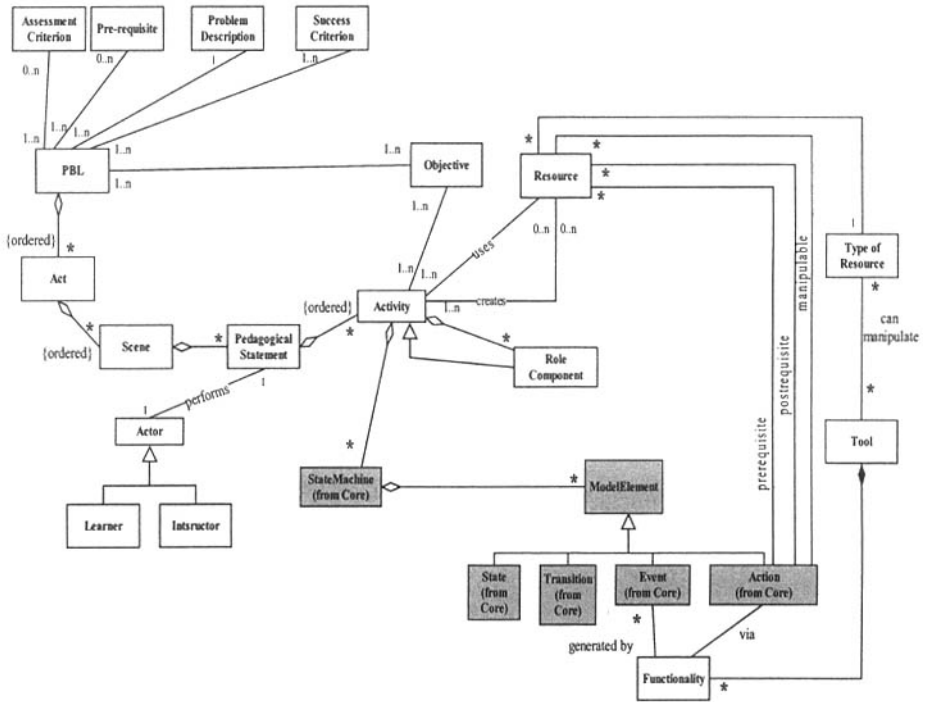 Assessment
Criterion
Pre-requisite
Problem
Description
Success
Criterion
0..n
0..n
1
1..n
1..n
1..n
1..n
1..n
PBL
1..n
1..n
1..n
Objective
1..n
*
*
*
*
Resource
0..n
0..n
{ordered}
*
Act
1..n
1..n
uses
1..n
creates
1..n
1
Type of
Resource
*
can
manipulate
*
Tool
manipulable
postrequisite
prerequisite
{ordered}
*
Scene
*
Pedagogical
Statement
{ordered}
*
Activity
*
Role
Component
1
performs
1
Actor
Learner
Intsructor
*
StateMachine
(from Core)
*
ModelElement
State
(from
Core)
Transition
(from
Core)
Event
(from Core)
Action
(from Core)
*
generated by
via
Functionality
*